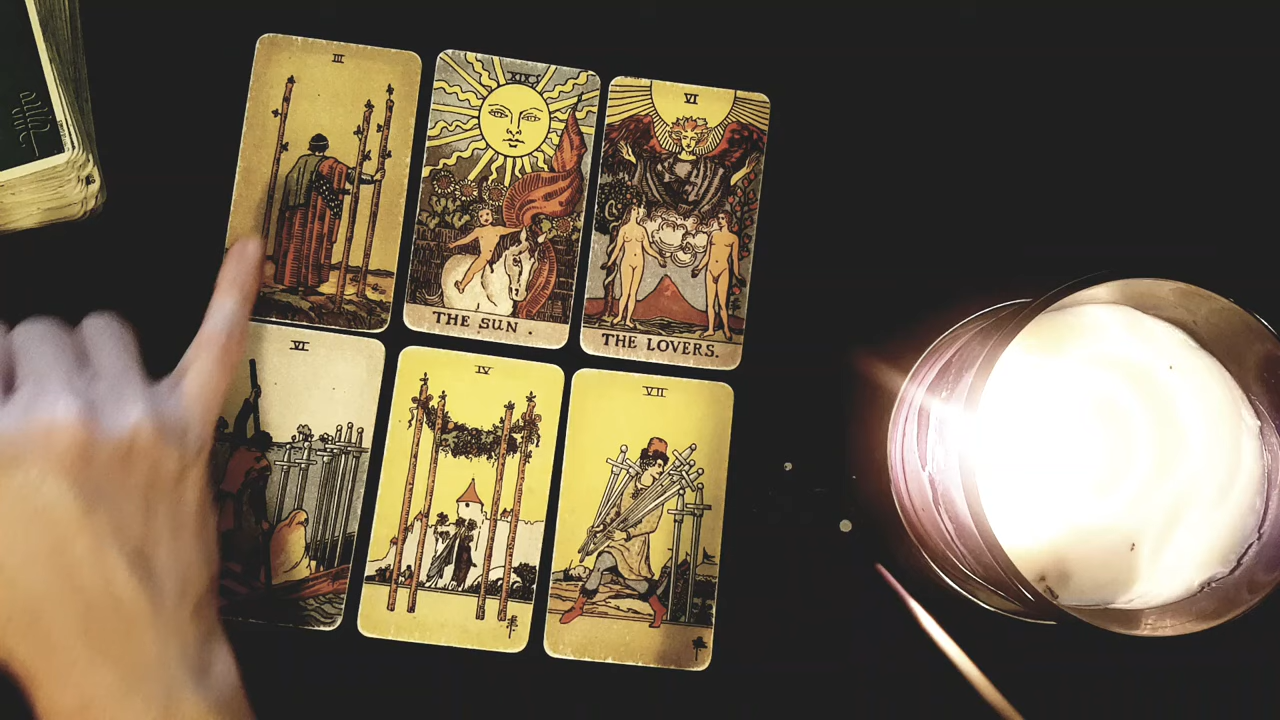 III
XIX
VI
THE SUN .
THE LOVERS.
VI
IV
VII